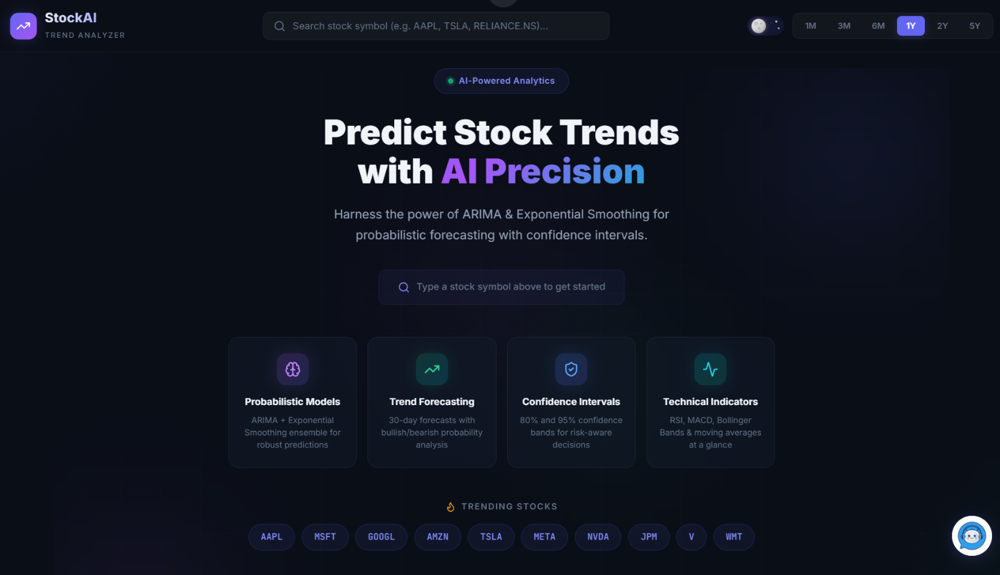 StockAI
TREND ANALYZER
Search stock symbol (e.g. AAPL, TSLA, RELIANCE.NS)...
1M
3M
6M
1Y
2Y
5Y
AI-Powered Analytics
Predict Stock Trends
with AI Precision
Harness the power of ARIMA & Exponential Smoothing for
probabilistic forecasting with confidence intervals.
Type a stock symbol above to get started
Probabilistic Models
ARIMA + Exponential
Smoothing ensemble for
robust predictions
Trend Forecasting
30-day forecasts with
bullish/bearish probability
analysis
Confidence Intervals
80% and 95% confidence
bands for risk-aware
decisions
Technical Indicators
RSI, MACD, Bollinger
Bands & moving averages
at a glance
TRENDING STOCKS
AAPL
MSFT
GOOGL
AMZN
TSLA
META
NVDA
JPM
V
WMT